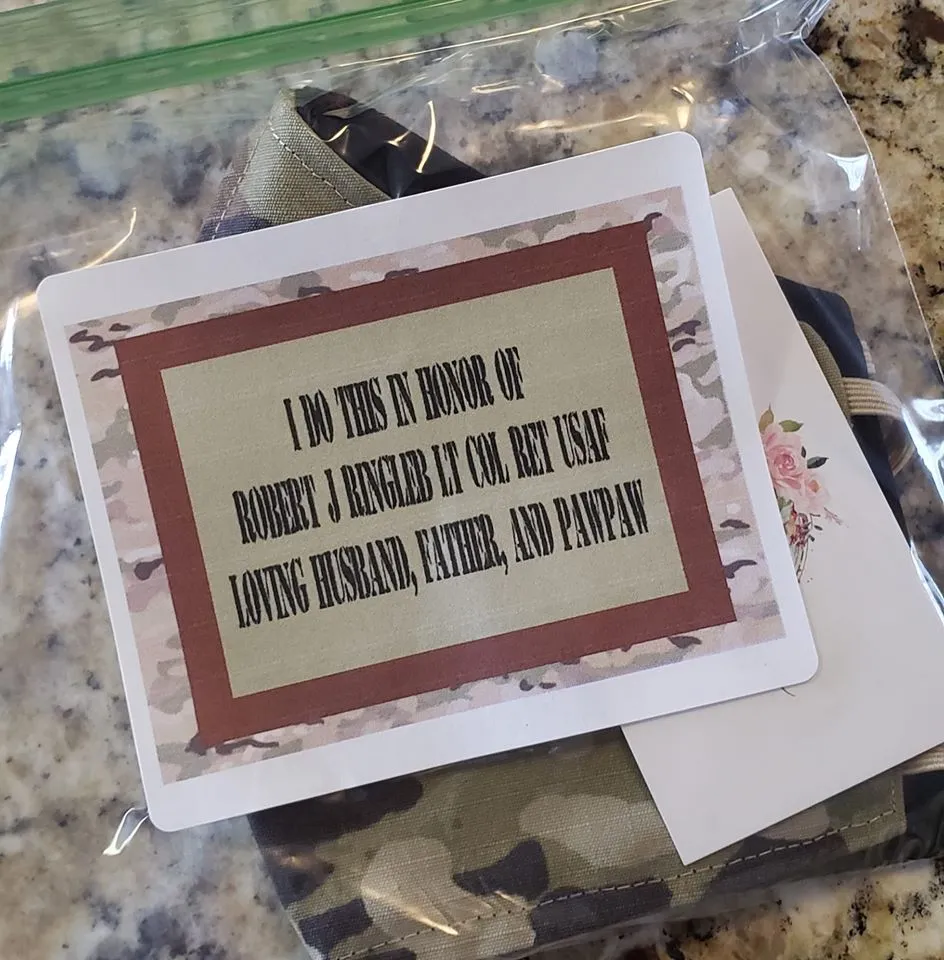 I DO THIS IN HONOR OF
ROBERT J RINGLEB LT COL RET USAF
LOVING HUSBAND, FATHER, AND PAWPAW